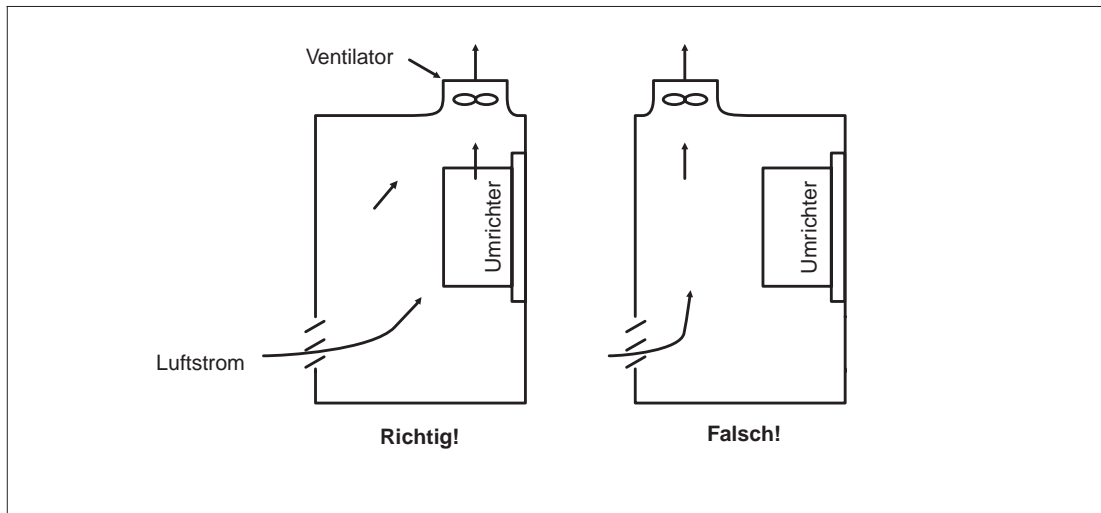 Ventilator
Umrichter
Umrichter
Luftstrom
Richtig!
Falsch!